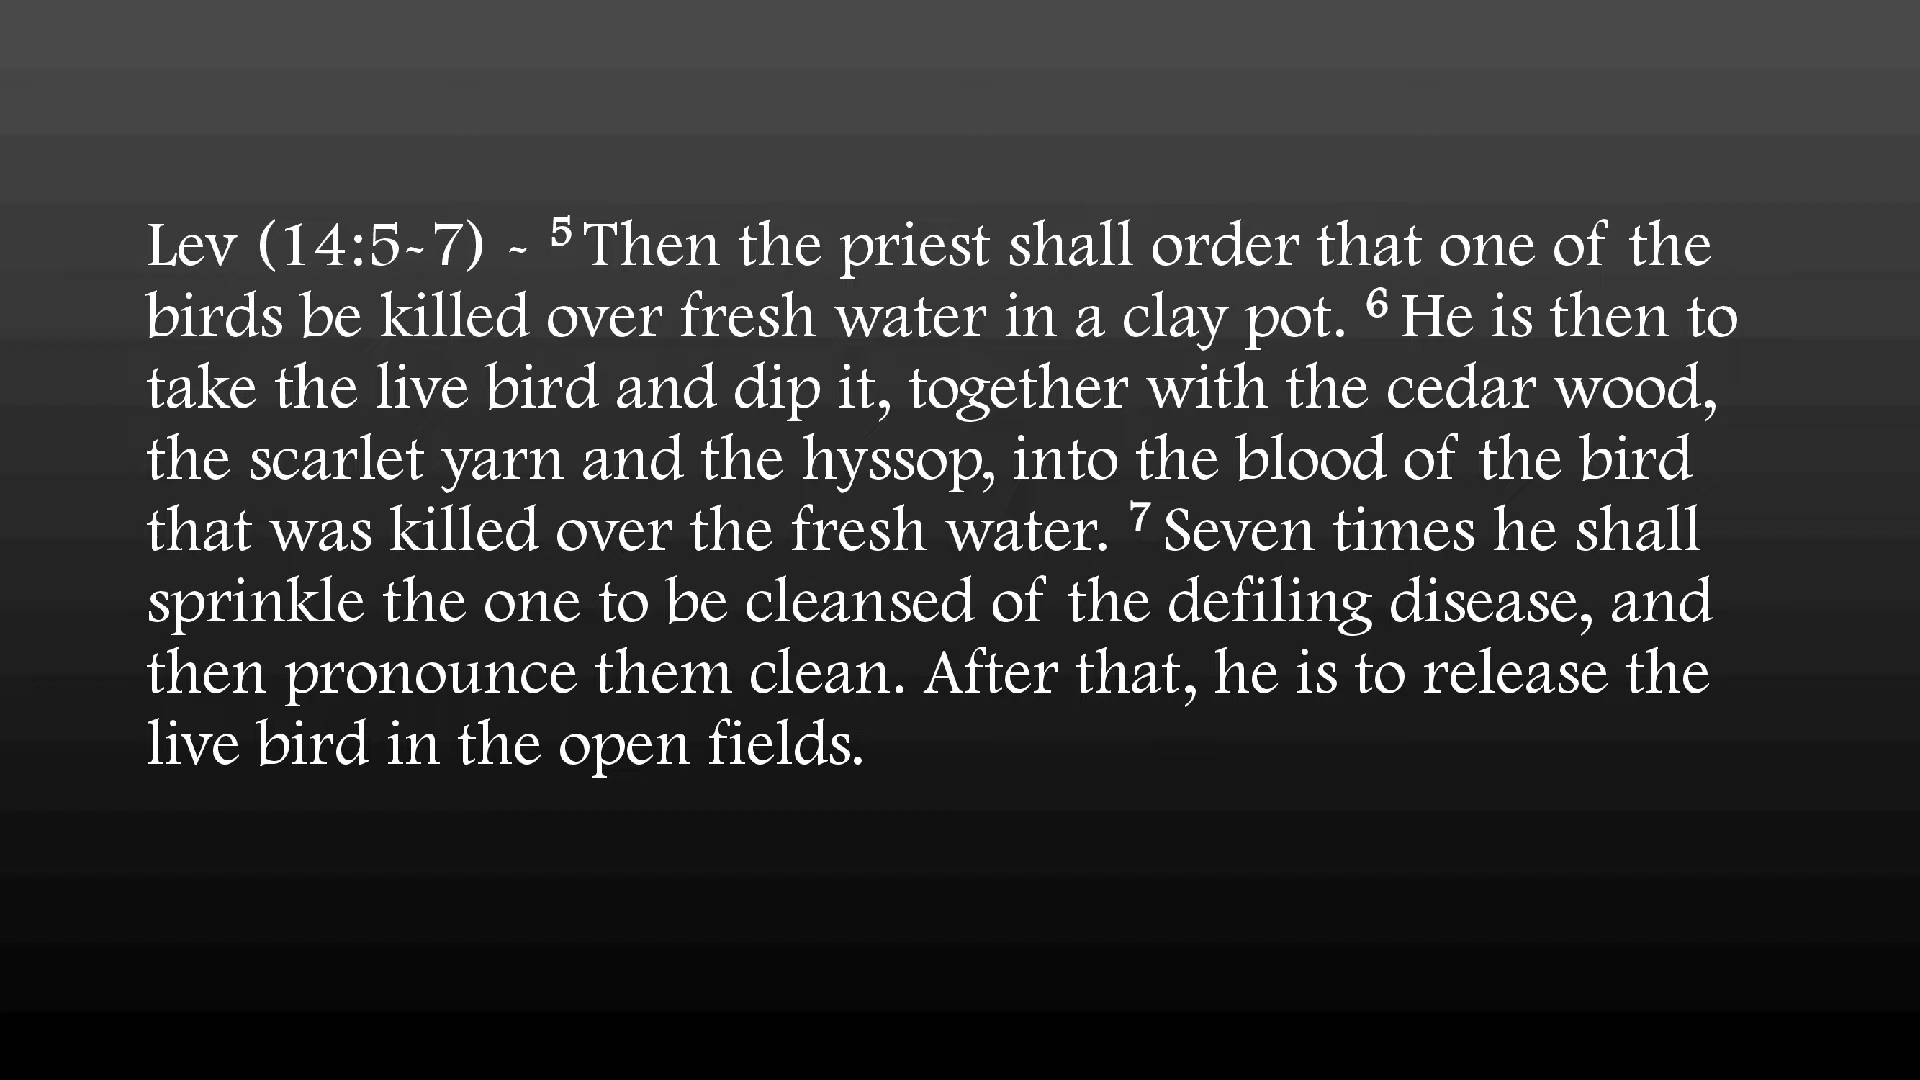 Lev (14:5-7) - ⁵ Then the priest shall order that one of the
birds be killed over fresh water in a clay pot. ⁶ He is then to
take the live bird and dip it, together with the cedar wood,
the scarlet yarn and the hyssop, into the blood of the bird
that was killed over the fresh water. ⁷ Seven times he shall
sprinkle the one to be cleansed of the defiling disease, and
then pronounce them clean. After that, he is to release the
live bird in the open fields.